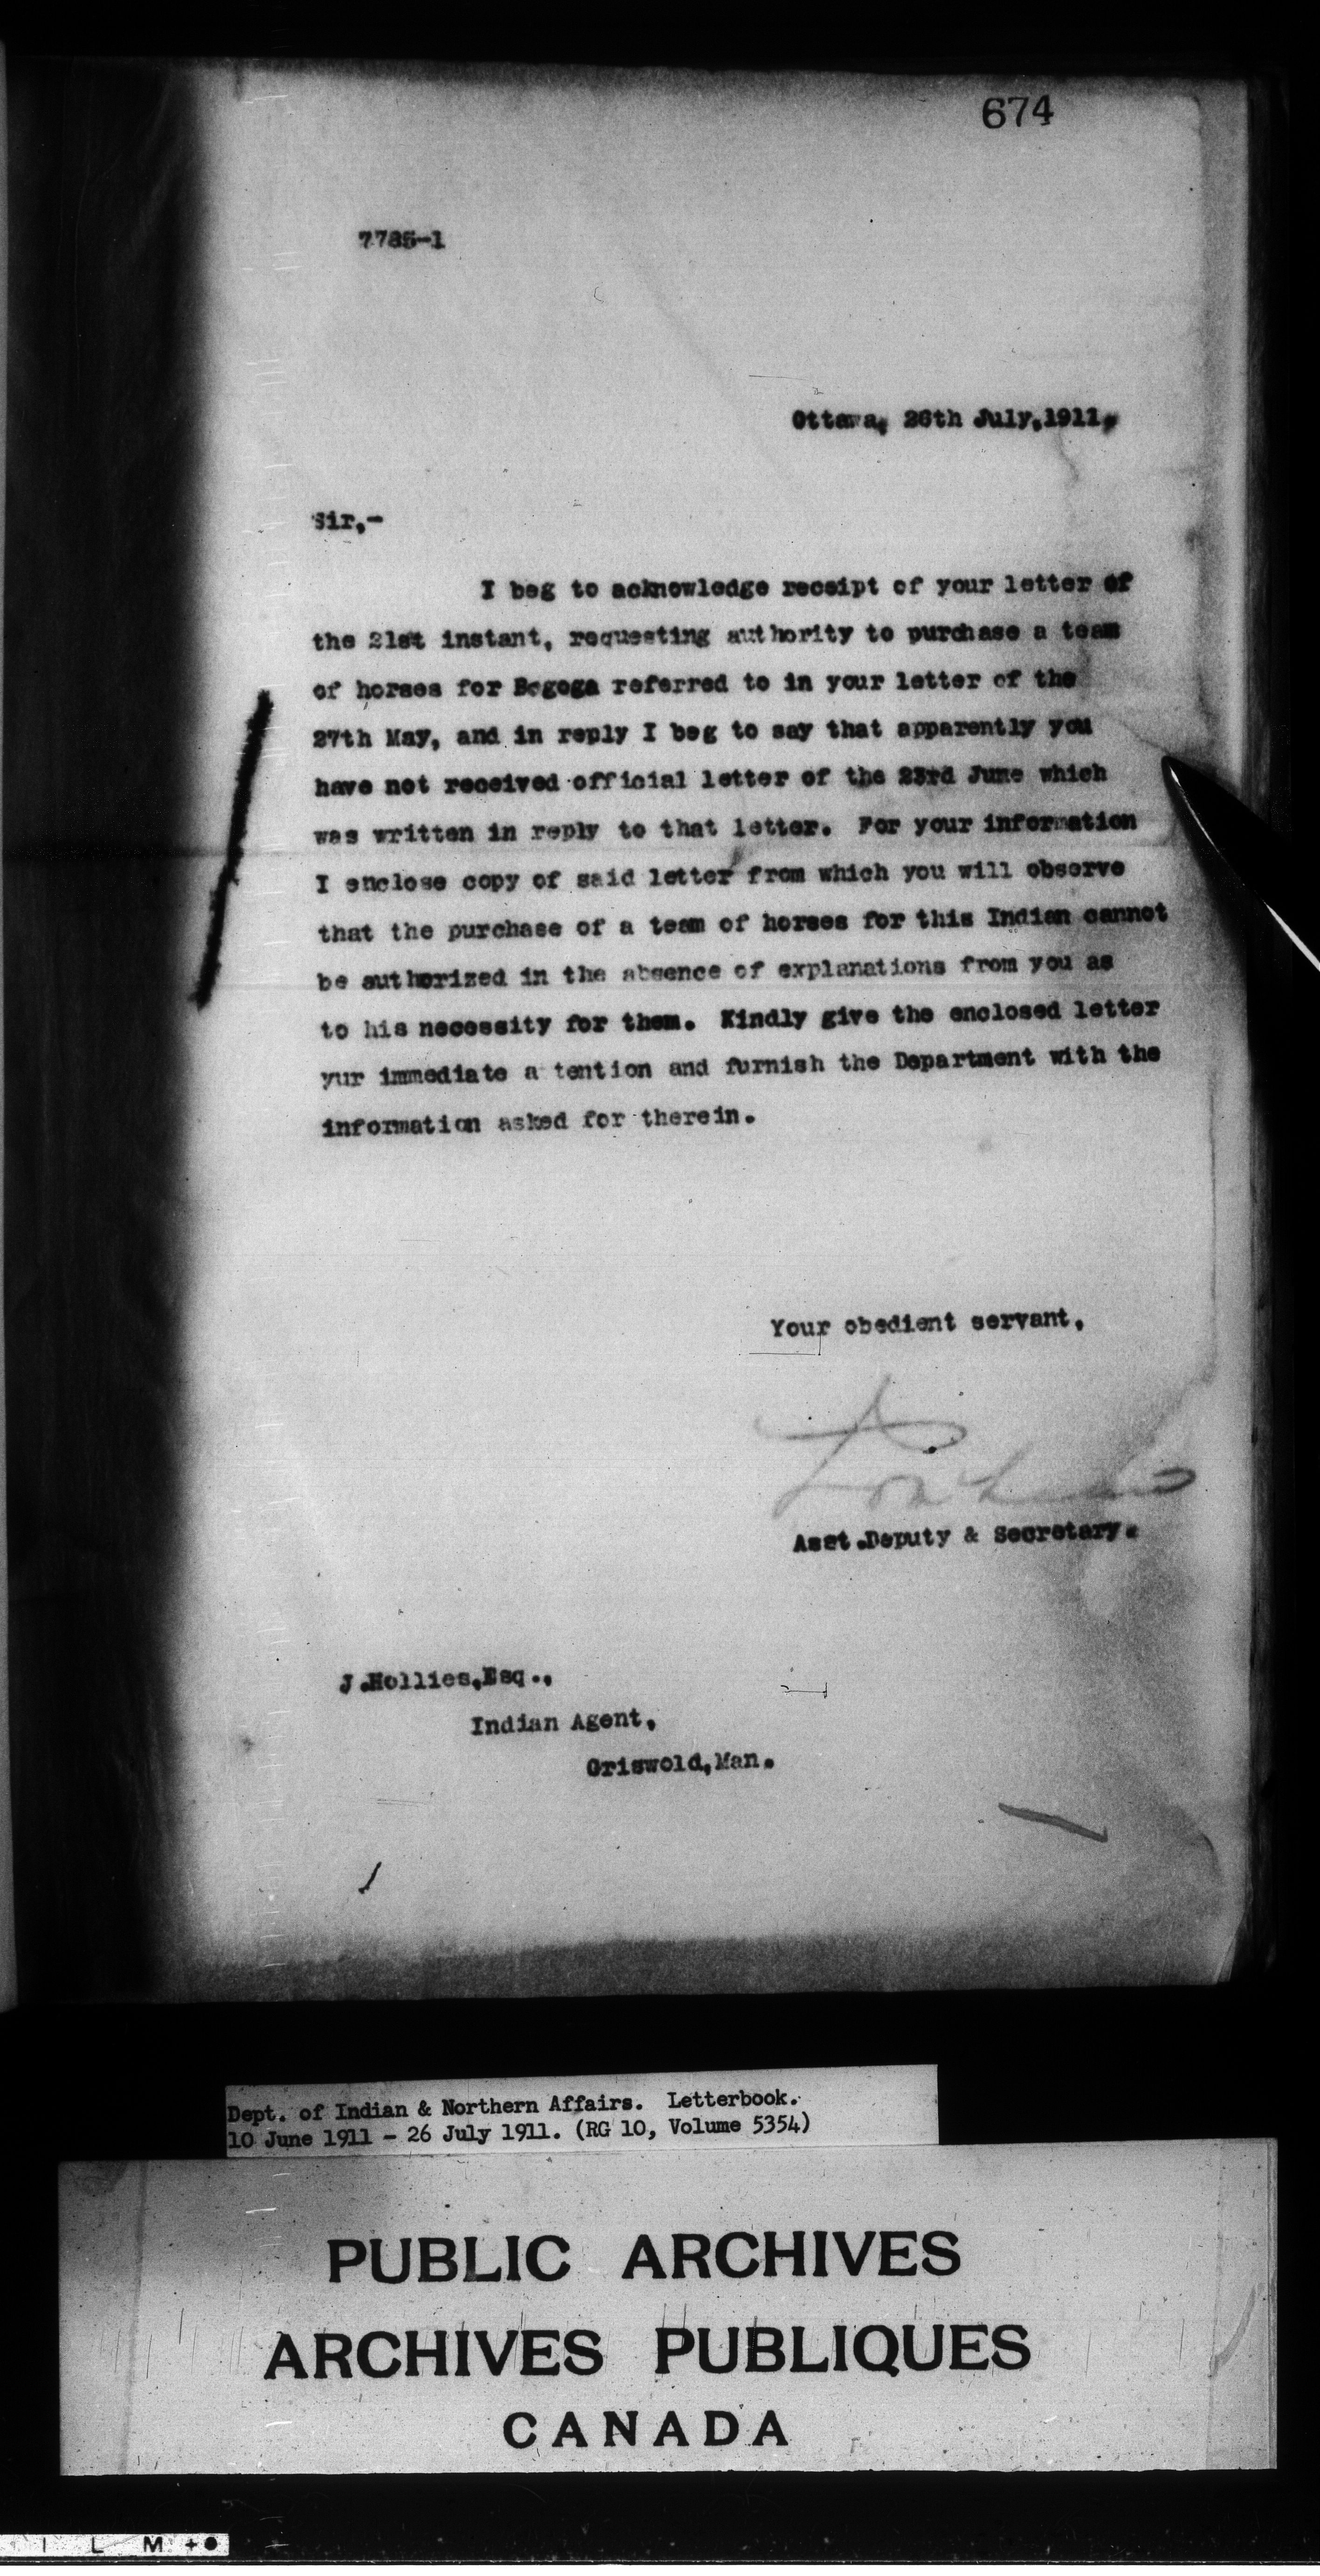 674
7785-1
Ottawa, 26th July,1911,
Sir,-
I beg to acknowledge receipt of your letter of
the 21st instant, requesting authority to purchase a team
of horses for Bogoga referred to in your letter of the
27th May, and in reply I beg to say that apparently you
have not received official letter of the 23rd June which
was written in reply to that letter. For your information
I enclose copy of said letter from which you will observe
that the purchase of a team of horses for this Indian cannot
be authorized in the absence of explanations from you as
to his necessity for them. Kindly give the enclosed letter
yur immediate a tention and furnish the Department with the
information asked for therein.
Your obedient servant,
Asst.Deputy & Secretary.
J.Hollies,Esq..,
Indian Agent,
Griswold,Man.
Dept. of Indian & Northern Affairs. Letterbook.
10 June 1911 - 26 July 1911. (RG 10, Volume 5354)
PUBLIC ARCHIVES
ARCHIVES PUBLIQUES
CANADA
I L M +●